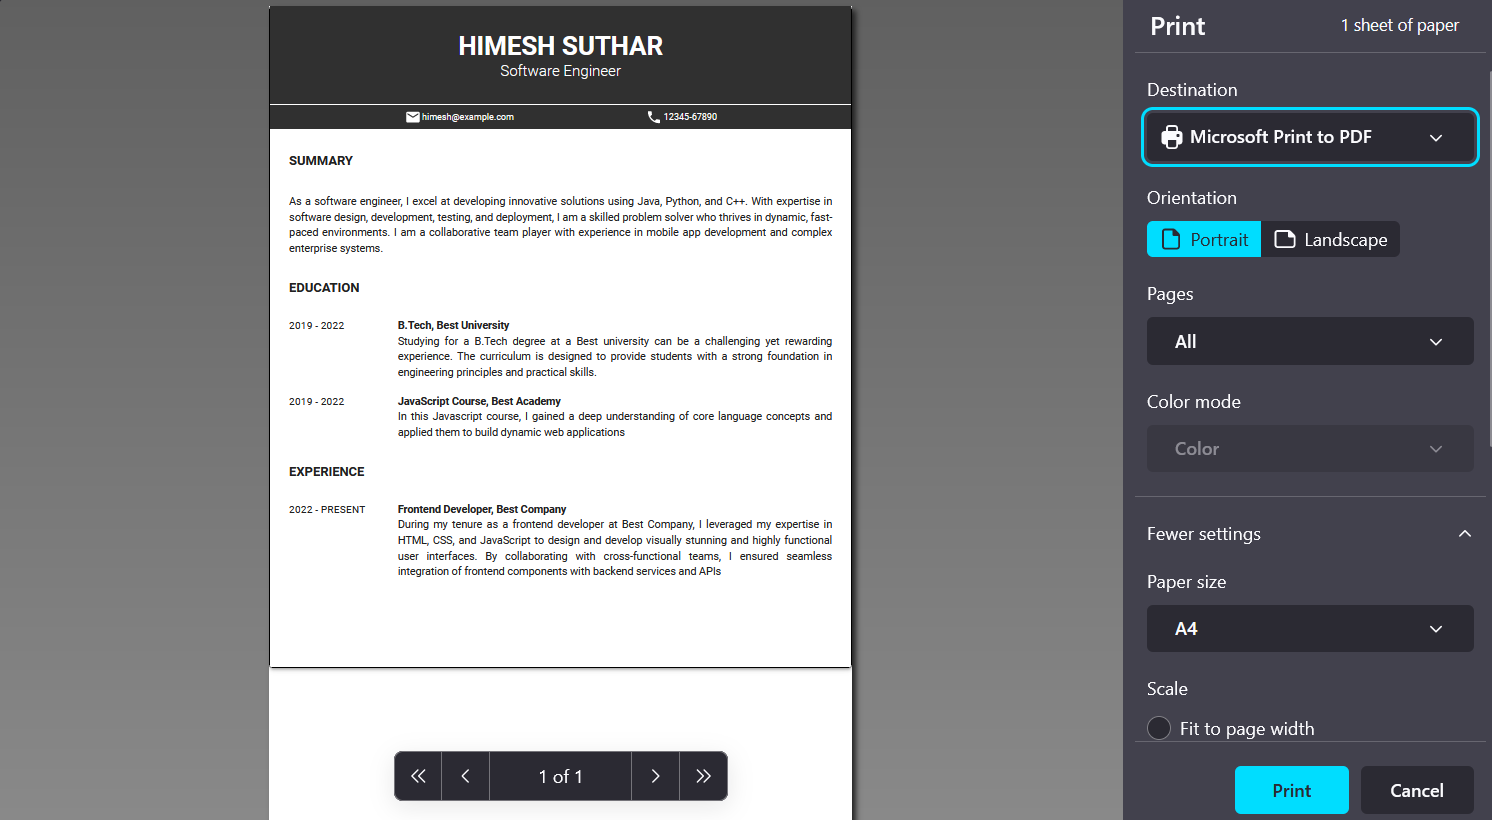 HIMESH SUTHAR
Software Engineer
himesh@example.com
12345-67890
SUMMARY
As a software engineer, I excel at developing innovative solutions using Java, Python, and C++. With expertise in
software design, development, testing, and deployment, I am a skilled problem solver who thrives in dynamic, fast-
paced environments. I am a collaborative team player with experience in mobile app development and complex
enterprise systems.
EDUCATION
2019 - 2022
B.Tech, Best University
Studying for a B.Tech degree at a Best university can be a challenging yet rewarding
experience. The curriculum is designed to provide students with a strong foundation in
engineering principles and practical skills.
2019 - 2022
JavaScript Course, Best Academy
In this Javascript course, I gained a deep understanding of core language concepts and
applied them to build dynamic web applications
EXPERIENCE
2022 - PRESENT
Frontend Developer, Best Company
During my tenure as a frontend developer at Best Company, I leveraged my expertise in
HTML, CSS, and JavaScript to design and develop visually stunning and highly functional
user interfaces. By collaborating with cross-functional teams, I ensured seamless
integration of frontend components with backend services and APIs
1 of 1
Print
1 sheet of paper
Destination
Microsoft Print to PDF
Orientation
Portrait
Landscape
Pages
All
Color mode
Color
Fewer settings
Paper size
A4
Scale
Fit to page width
Print
Cancel